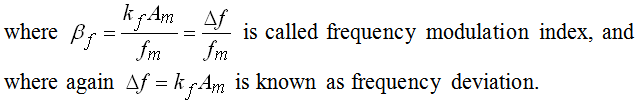 where β_f = k_f A_m / f_m = Δf / f_m is called frequency modulation index, and
where again Δf = k_f A_m is known as frequency deviation.